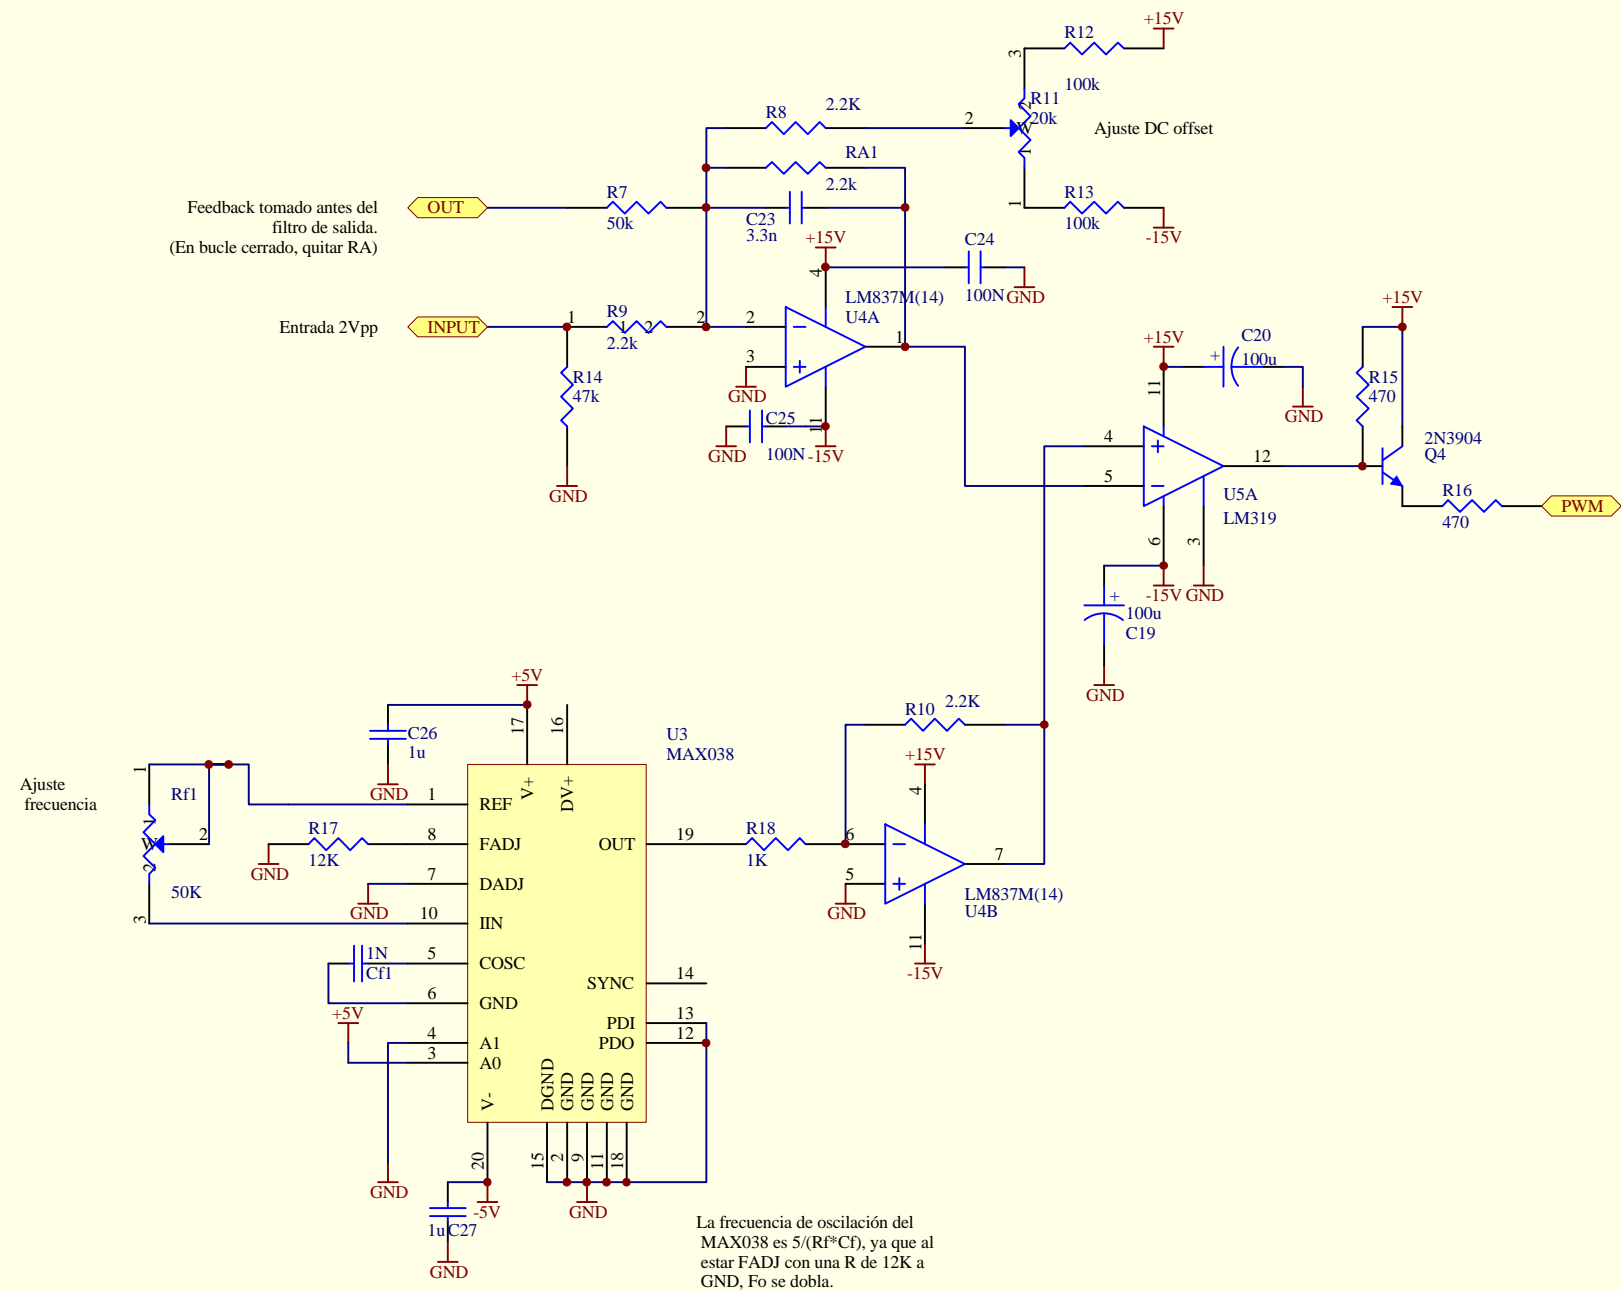 +15V
R12
3
100k
R11
2
20k
W
1
2
Ajuste DC offset
R8
2.2K
RA1
2.2k
R13
1
100k
-15V
Feedback tomado antes del
filtro de salida.
(En bucle cerrado, quitar RA)
OUT
R7
50k
C23
3.3n
+15V
4
C24
100N
GND
LM837M(14)
U4A
Entrada 2Vpp
INPUT
1
R9
1 2
2
2.2k
2
3
1
GND
R14
47k
GND
C25
11
GND
100N
-15V
+15V
C20
+
100u
11
GND
+15V
R15
470
4
5
12
2N3904
Q4
U5A
LM319
R16
470
PWM
6
3
-15V
GND
+
100u
C19
GND
+5V
C26
1u
GND
17
16
U3
MAX038
R10
2.2K
+15V
4
Ajuste
frecuencia
1
Rf1
1
W
2
2
50K
3
1
REF
V+
DV+
R17
12K
GND
8
FADJ
OUT
19
R18
1K
6
5
7
GND
LM837M(14)
U4B
11
-15V
7
DADJ
GND
10
IIN
1N
Cf1
5
COSC
SYNC
14
6
GND
+5V
PDI
13
4
A1
PDO
12
3
A0
V-
DGND
GND
GND
GND
GND
20
15
2
9
11
18
GND
-5V
GND
1u
C27
GND
La frecuencia de oscilación del
MAX038 es 5/(Rf*Cf), ya que al
estar FADJ con una R de 12K a
GND, Fo se dobla.